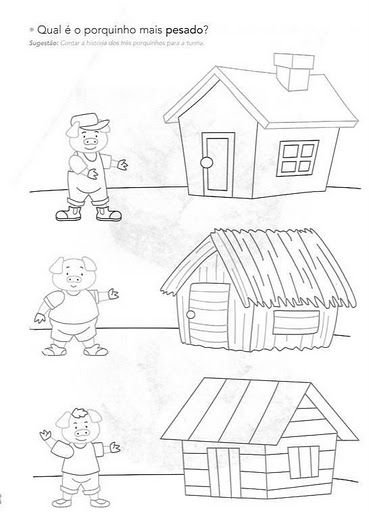 Qual é o porquinho mais pesado?
Sugestão: Contar a história dos três porquinhos para a turma.